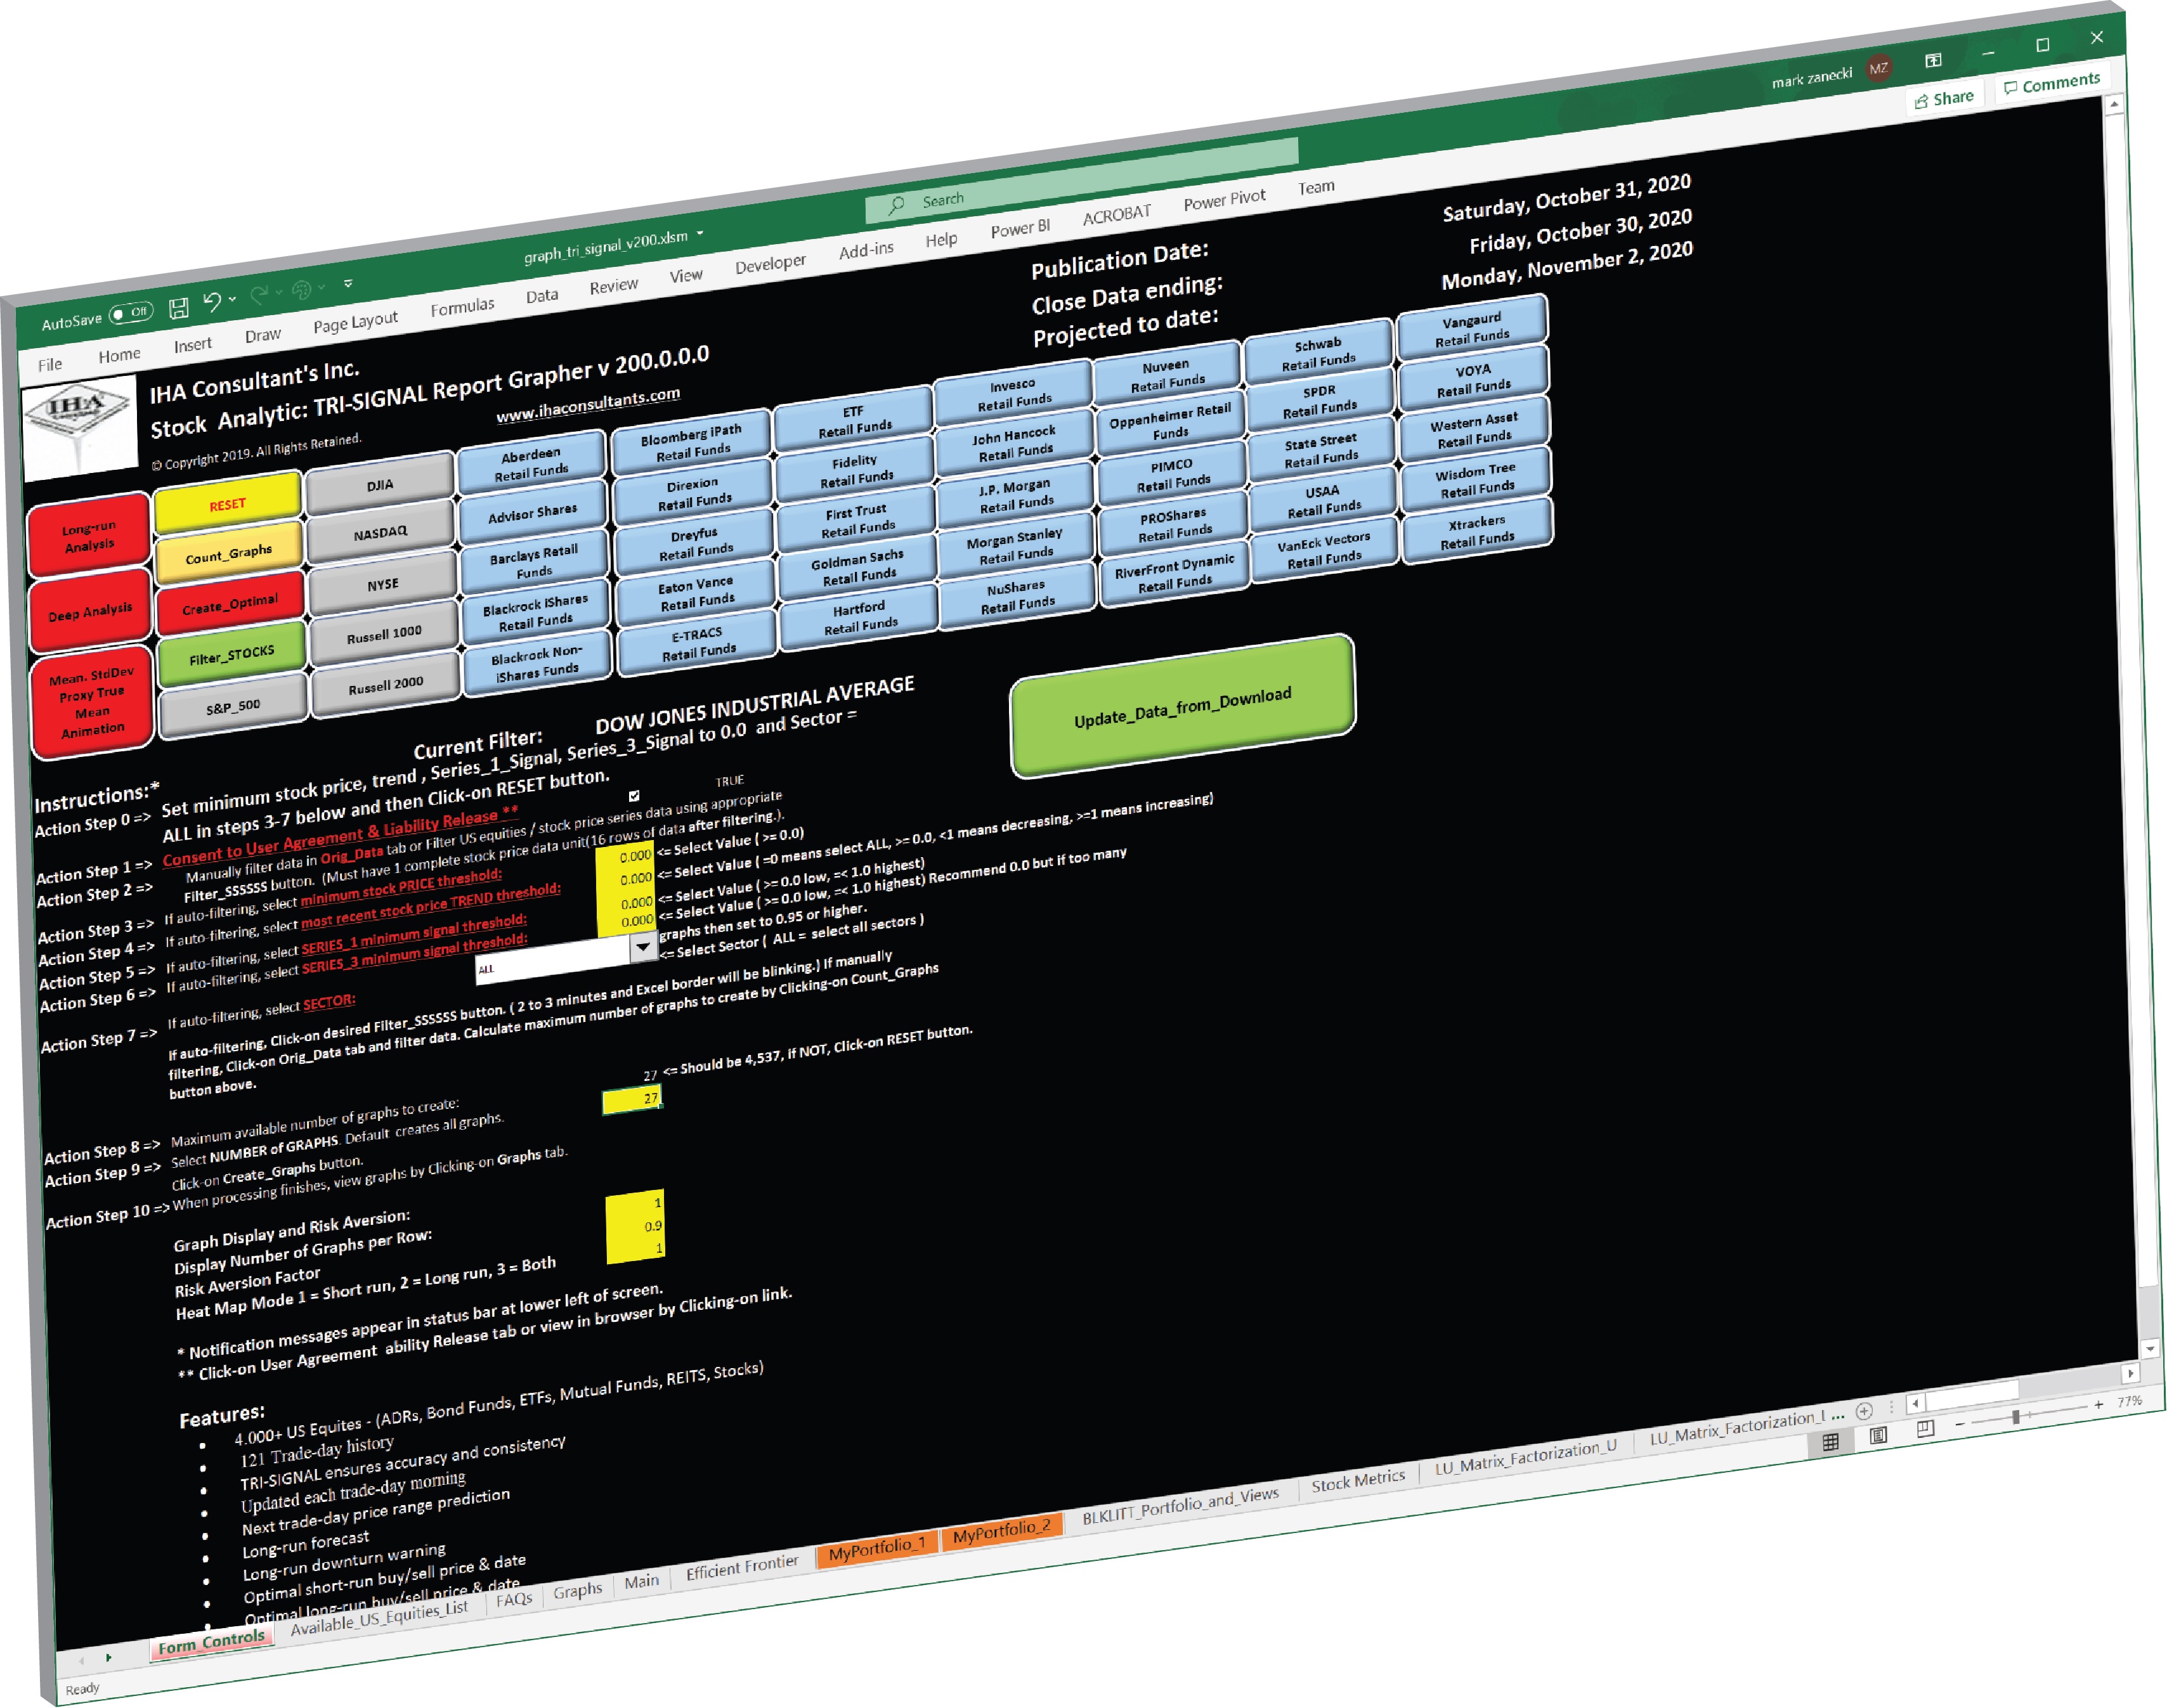 mark zanecki MZ
Share Comments
AutoSave Off graph_tri_signal_v200.xlsm Search
File Home Insert Draw Page Layout Formulas Data Review View Developer Add-ins Help Power BI ACROBAT Power Pivot Team
IHA
IHA Consultant's Inc.
Stock Analytic: TRI-SIGNAL Report Grapher v 200.0.0.0
www.ihaconsultants.com
© Copyright 2019. All Rights Retained.
Publication Date: Saturday, October 31, 2020
Close Data ending: Friday, October 30, 2020
Projected to date: Monday, November 2, 2020
Long-run
Analysis
Deep Analysis
Mean. StdDev
Proxy True
Mean
Animation
RESET
Count_Graphs
Create_Optimal
Filter_STOCKS
S&P_500
DJIA
NASDAQ
NYSE
Russell 1000
Russell 2000
Aberdeen
Retail Funds
Advisor Shares
Barclays Retail
Funds
Blackrock iShares
Retail Funds
Blackrock Non-
iShares Funds
Bloomberg iPath
Retail Funds
Direxion
Retail Funds
Dreyfus
Retail Funds
Eaton Vance
Retail Funds
E-TRACS
Retail Funds
ETF
Retail Funds
Fidelity
Retail Funds
First Trust
Retail Funds
Goldman Sachs
Retail Funds
Hartford
Retail Funds
Invesco
Retail Funds
John Hancock
Retail Funds
J.P. Morgan
Retail Funds
Morgan Stanley
Retail Funds
NuShares
Retail Funds
Nuveen
Retail Funds
Oppenheimer Retail
Funds
PIMCO
Retail Funds
PROShares
Retail Funds
RiverFront Dynamic
Retail Funds
Schwab
Retail Funds
SPDR
Retail Funds
State Street
Retail Funds
USAA
Retail Funds
VanEck Vectors
Retail Funds
Vangaurd
Retail Funds
VOYA
Retail Funds
Western Asset
Retail Funds
Wisdom Tree
Retail Funds
Xtrackers
Retail Funds
Update_Data_from_Download
Current Filter: DOW JONES INDUSTRIAL AVERAGE
Instructions:*
Action Step 0 => Set minimum stock price, trend , Series_1_Signal, Series_3_Signal to 0.0 and Sector =
ALL in steps 3-7 below and then Click-on RESET button.
Action Step 1 => Consent to User Agreement & Liability Release ** TRUE
Action Step 2 => Manually filter data in Orig_Data tab or Filter US equities / stock price series data using appropriate
Filter_SSSSSS button. (Must have 1 complete stock price data unit(16 rows of data after filtering.).
Action Step 3 => If auto-filtering, select minimum stock PRICE threshold: 0.000 <= Select Value ( >= 0.0)
Action Step 4 => If auto-filtering, select most recent stock price TREND threshold: 0.000 <= Select Value ( =0 means select ALL, >= 0.0, <1 means decreasing, >=1 means increasing)
Action Step 5 => If auto-filtering, select SERIES_1 minimum signal threshold: 0.000 <= Select Value ( >= 0.0 low, =< 1.0 highest)
Action Step 6 => If auto-filtering, select SERIES_3 minimum signal threshold: 0.000 <= Select Value ( >= 0.0 low, =< 1.0 highest) Recommend 0.0 but if too many
graphs then set to 0.95 or higher.
Action Step 7 => If auto-filtering, select SECTOR: ALL <= Select Sector ( ALL = select all sectors )
If auto-filtering, Click-on desired Filter_SSSSSS button. ( 2 to 3 minutes and Excel border will be blinking.) If manually
filtering, Click-on Orig_Data tab and filter data. Calculate maximum number of graphs to create by Clicking-on Count_Graphs
button above.
Action Step 8 => Maximum available number of graphs to create: 27 <= Should be 4,537, if NOT, Click-on RESET button.
Action Step 9 => Select NUMBER of GRAPHS. Default creates all graphs. 27
Click-on Create_Graphs button.
Action Step 10 => When processing finishes, view graphs by Clicking-on Graphs tab.
Graph Display and Risk Aversion:
Display Number of Graphs per Row: 1
Risk Aversion Factor 0.9
Heat Map Mode 1 = Short run, 2 = Long run, 3 = Both 1
* Notification messages appear in status bar at lower left of screen.
** Click-on User Agreement ability Release tab or view in browser by Clicking-on link.
Features:
• 4.000+ US Equites - (ADRs, Bond Funds, ETFs, Mutual Funds, REITS, Stocks)
• 121 Trade-day history
• TRI-SIGNAL ensures accuracy and consistency
• Updated each trade-day morning
• Next trade-day price range prediction
• Long-run forecast
• Long-run downturn warning
• Optimal short-run buy/sell price & date
• Optimal long-run buy/sell price & date
Form_Controls Available_US_Equities_List FAQs Graphs Main Efficient Frontier MyPortfolio_1 MyPortfolio_2 BLKLITT_Portfolio_and_Views Stock Metrics LU_Matrix_Factorization_U LU_Matrix_Factorization_L ...
Ready 77%